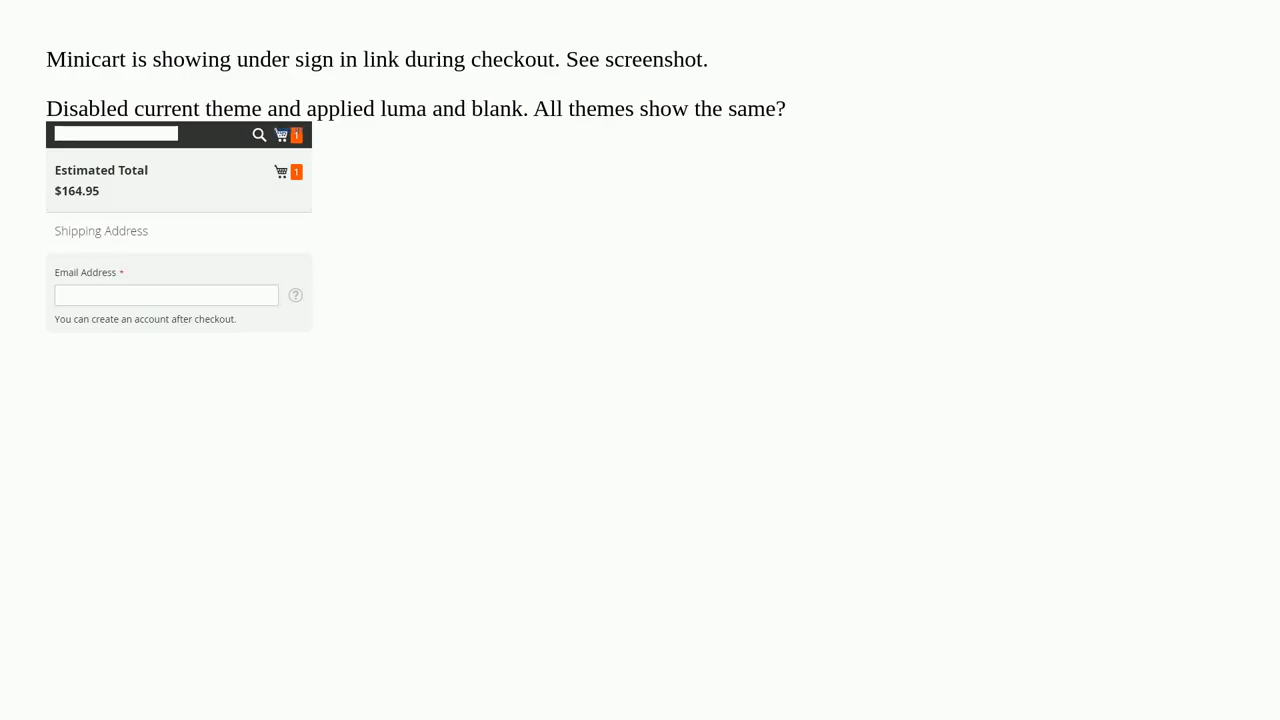 Minicart is showing under sign in link during checkout. See screenshot.
Disabled current theme and applied luma and blank. All themes show the same?
1
Estimated Total
1
$164.95
Shipping Address
Email Address *
?
You can create an account after checkout.